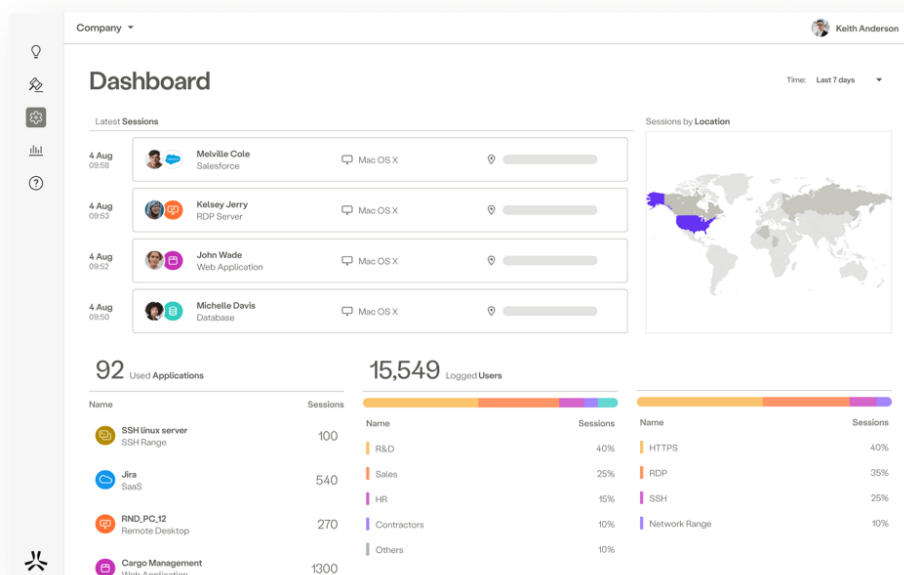 Company
Keith Anderson
Dashboard
Time: Last 7 days
Latest Sessions
4 Aug
09:58
Melville Cole
Salesforce
Mac OS X
4 Aug
09:53
Kelsey Jerry
RDP Server
Mac OS X
4 Aug
09:52
John Wade
Web Application
Mac OS X
4 Aug
09:50
Michelle Davis
Database
Mac OS X
Sessions by Location
92 Used Applications
Name Sessions
SSH linux server
SSH Range
100
Jira
SaaS
540
RND_PC_12
Remote Desktop
270
Cargo Management
Web Application
1300
15,549 Logged Users
Name Sessions
R&D 40%
Sales 25%
HR 15%
Contractors 10%
Others 10%
Name Sessions
HTTPS 40%
RDP 35%
SSH 25%
Network Range 10%